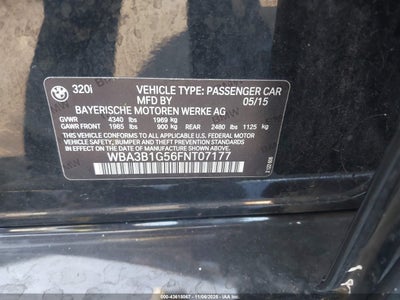 320i
VEHICLE TYPE: PASSENGER CAR
MFD. BY 05/15
BAYERISCHE MOTOREN WERKE AG
GVWR 4340 lbs 1969 kg
GAWR FRONT 1985 lbs 900 kg REAR 2480 lbs 1125 kg
THIS CAR CONFORMS TO ALL APPLICABLE U.S. FEDERAL MOTOR
VEHICLE SAFETY, BUMPER AND THEFT PREVENTION STANDARDS
IN EFFECT ON THE DATE OF MANUFACTURE SHOWN ABOVE.
WBA3B1G56FNT07177